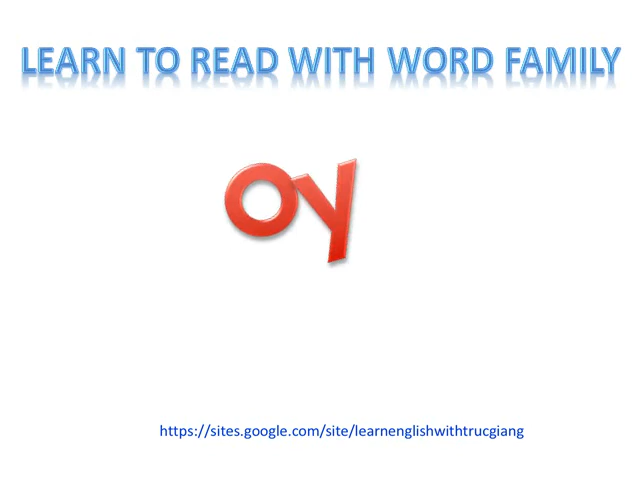 LEARN TO READ WITH WORD FAMILY
oy
https://sites.google.com/site/learnenglishwithtrucgiang